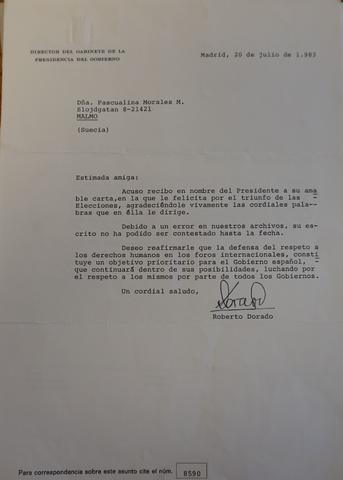 DIRECTOR DEL GABINETE DE LA
PRESIDENCIA DEL GOBIERNO
Madrid, 20 de julio de 1.983
Dña. Pascualina Morales M.
Slojdgatan 8-21421
MALMO
(Suecia)
Estimada amiga:
Acuso recibo en nombre del Presidente a su ama
ble carta,en la que le felicita por el triunfo de las -
Elecciones, agradeciéndole vivamente las cordiales pala--
bras que en élla le dirige.
Debido a un error en nuestros archivos, su es-
crito no ha podido ser contestado hasta la fecha.
Deseo reafirmarle que la defensa del respeto a
los derechos humanos en los foros internacionales, consti
tuye un objetivo prioritario para el Gobierno español, -
que continuará dentro de sus posibilidades, luchando por
el respeto a los mismos por parte de todos los Gobiernos.
Un cordial saludo,
Dorado
Roberto Dorado
Para correspondencia sobre este asunto cite el núm. 8590